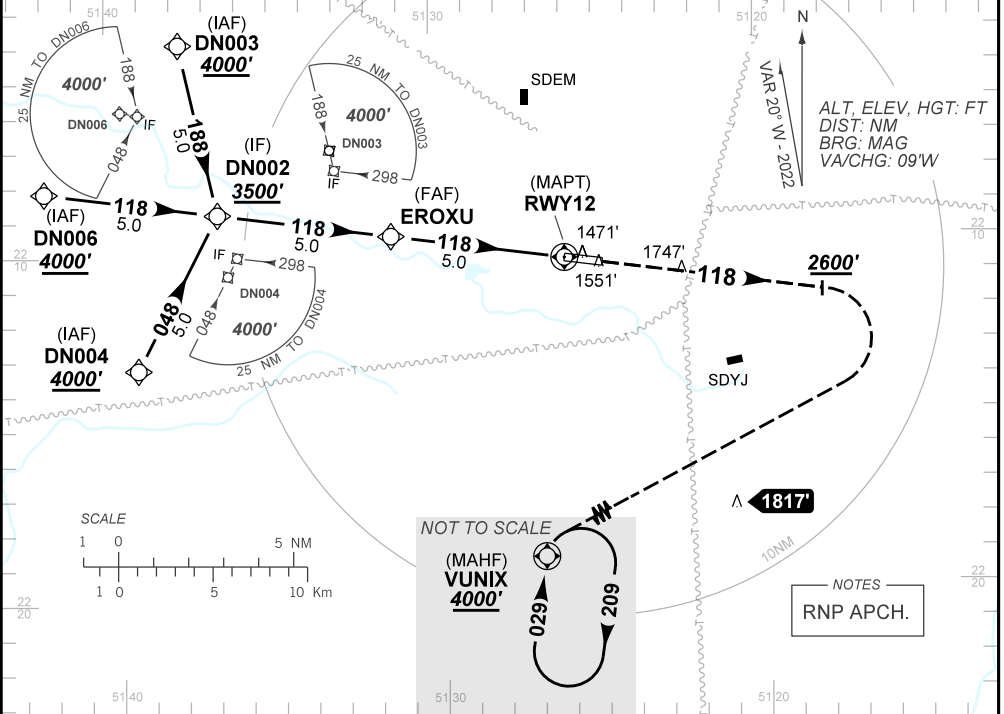 51 40
51 30
51 20
25 NM TO DN006
4000'
188
DN006
IF
048
(IAF)
DN003
4000'
188
5.0
25 NM TO DN003
4000'
188
DN003
IF
298
SDEM
N
VAR 20° W - 2022
ALT, ELEV, HGT: FT
DIST: NM
BRG: MAG
VA/CHG: 09'W
(IF)
DN002
3500'
(IAF)
DN006
4000'
118
5.0
118
5.0
(FAF)
EROXU
118
5.0
(MAPT)
RWY12
1471'
1551'
1747'
118
2600'
22
10
22
10
IF
298
DN004
048
4000'
25 NM TO DN004
(IAF)
DN004
4000'
048
5.0
SDYJ
1817'
10NM
SCALE
1 0 5 NM
1 0 5 10 Km
NOT TO SCALE
(MAHF)
VUNIX
4000'
029
209
NOTES
RNP APCH.
22
20
22
20
51 40
51 30
51 20